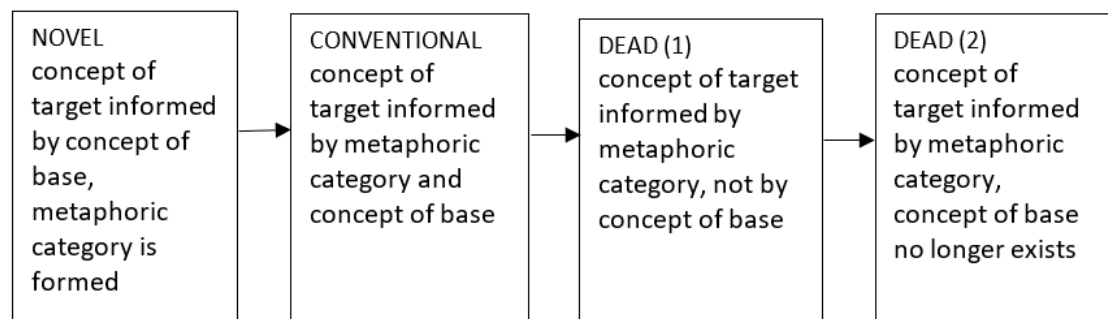 NOVEL
concept of
target informed
by concept of
base,
metaphoric
category is
formed
CONVENTIONAL
concept of
target informed
by metaphoric
category and
concept of base
DEAD (1)
concept of target
informed by
metaphoric
category, not by
concept of base
DEAD (2)
concept of
target informed
by metaphoric
category,
concept of base
no longer exists